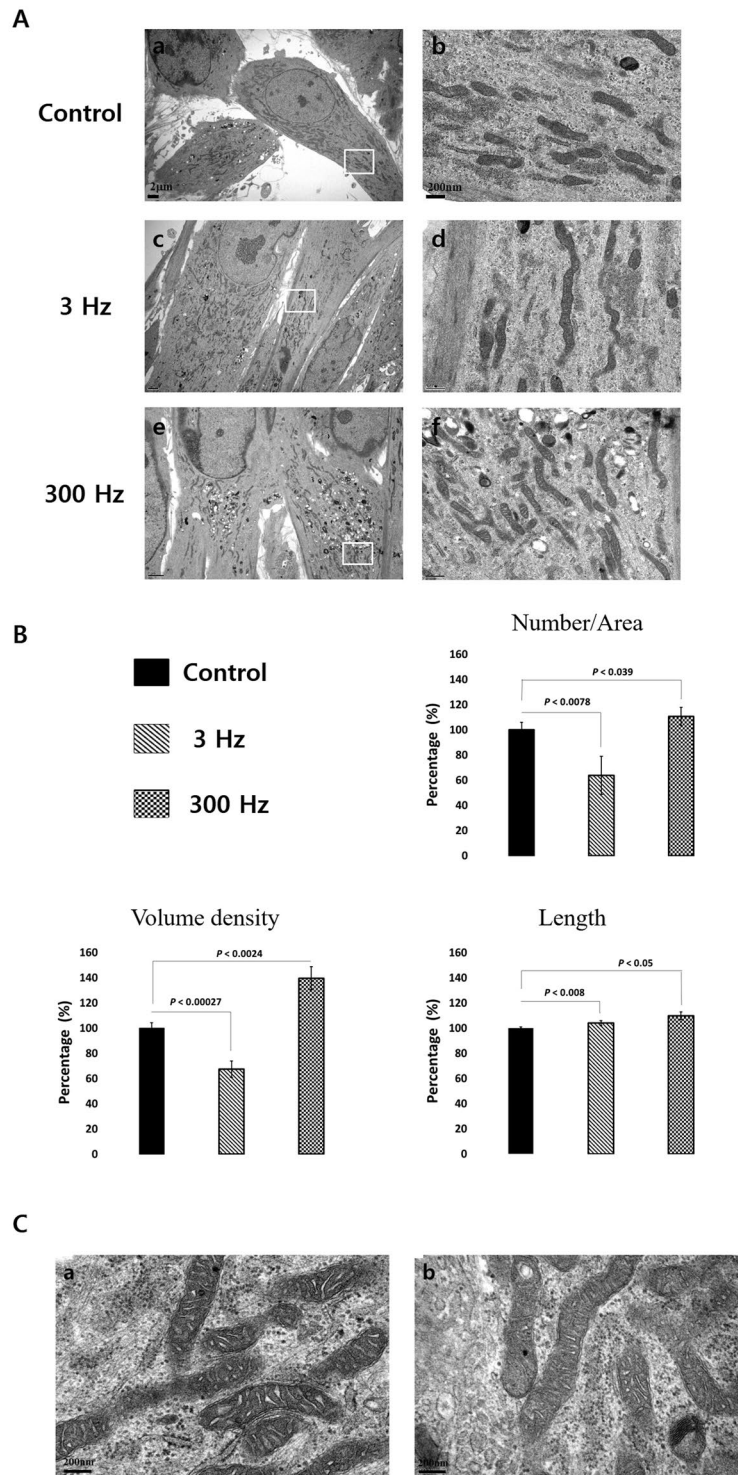 A
a
b
Control
2μm
200nm
c
d
3 Hz
e
f
300 Hz
B
Control
3 Hz
300 Hz
Number/Area
Percentage (%)
160
140
120
100
80
60
40
20
0
P < 0.039
P < 0.0078
Volume density
Percentage (%)
160
140
120
100
80
60
40
20
0
P < 0.0024
P < 0.00027
Length
Percentage (%)
160
140
120
100
80
60
40
20
0
P < 0.05
P < 0.008
C
a
b
200nm
200nm